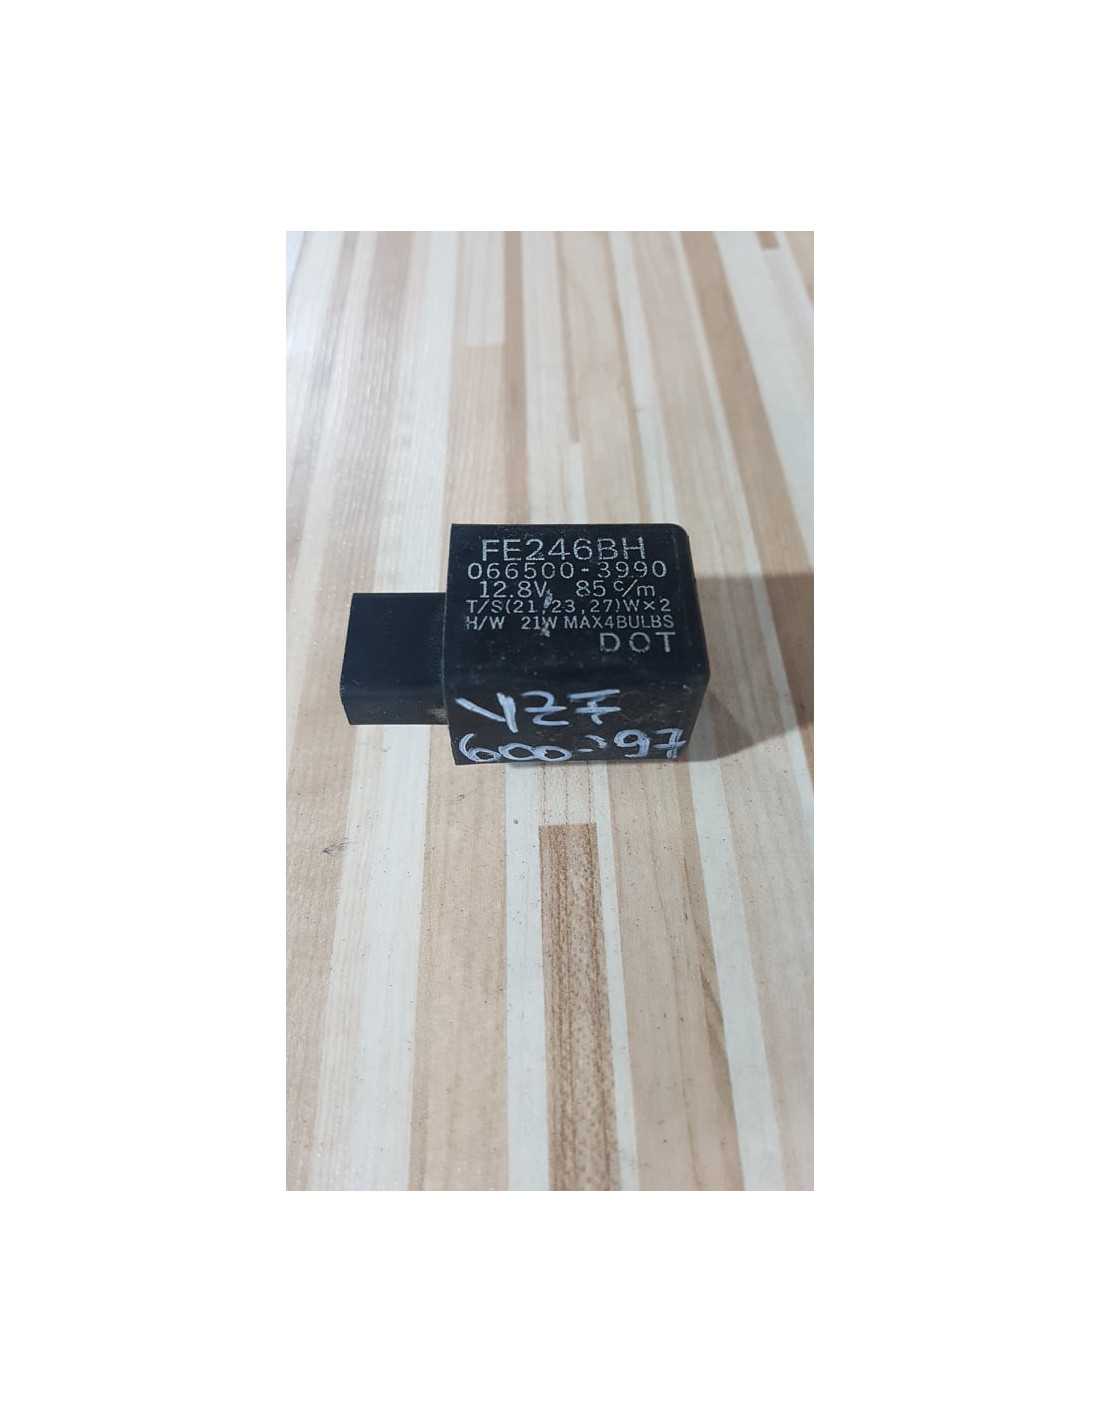 FE246BH
066500-3990
12.8V 85 c/m
T/S(21,23,27)W×2
H/W 21W MAX4BULBS
DOT
YZF
600-'97